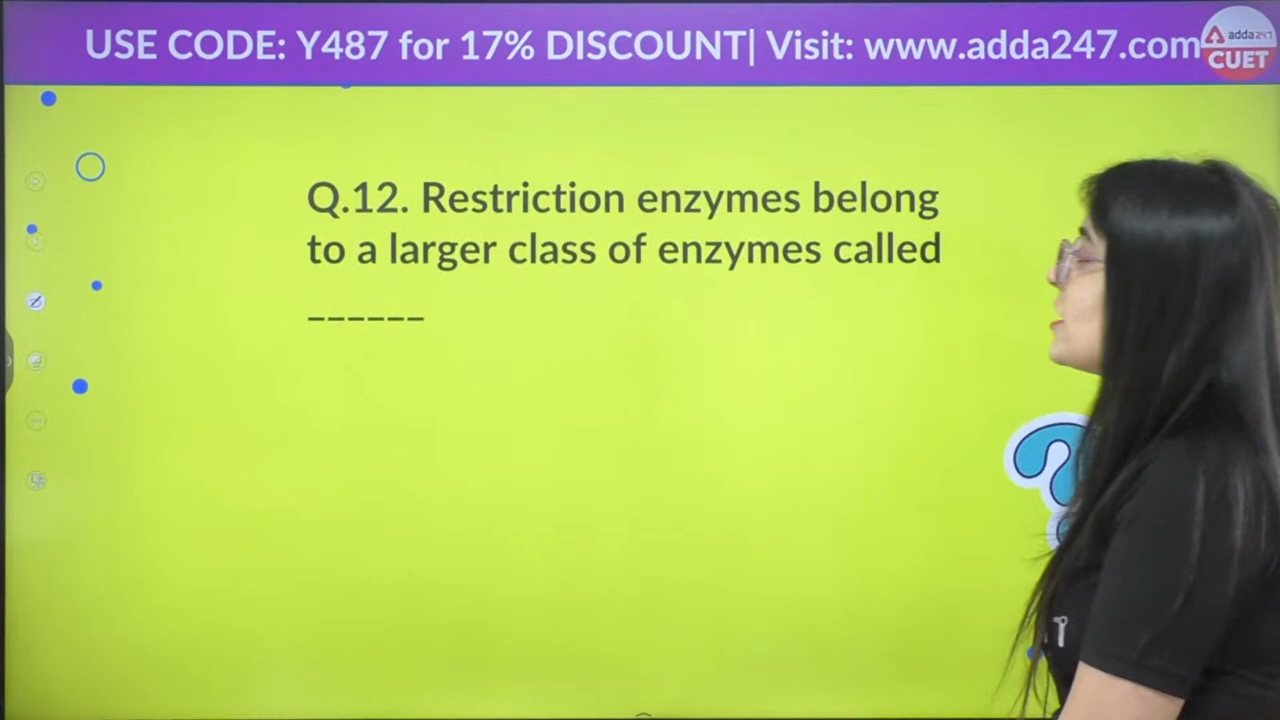 USE CODE: Y487 for 17% DISCOUNT| Visit: www.adda247.com
adda247
CUET
Q.12. Restriction enzymes belong
to a larger class of enzymes called
------